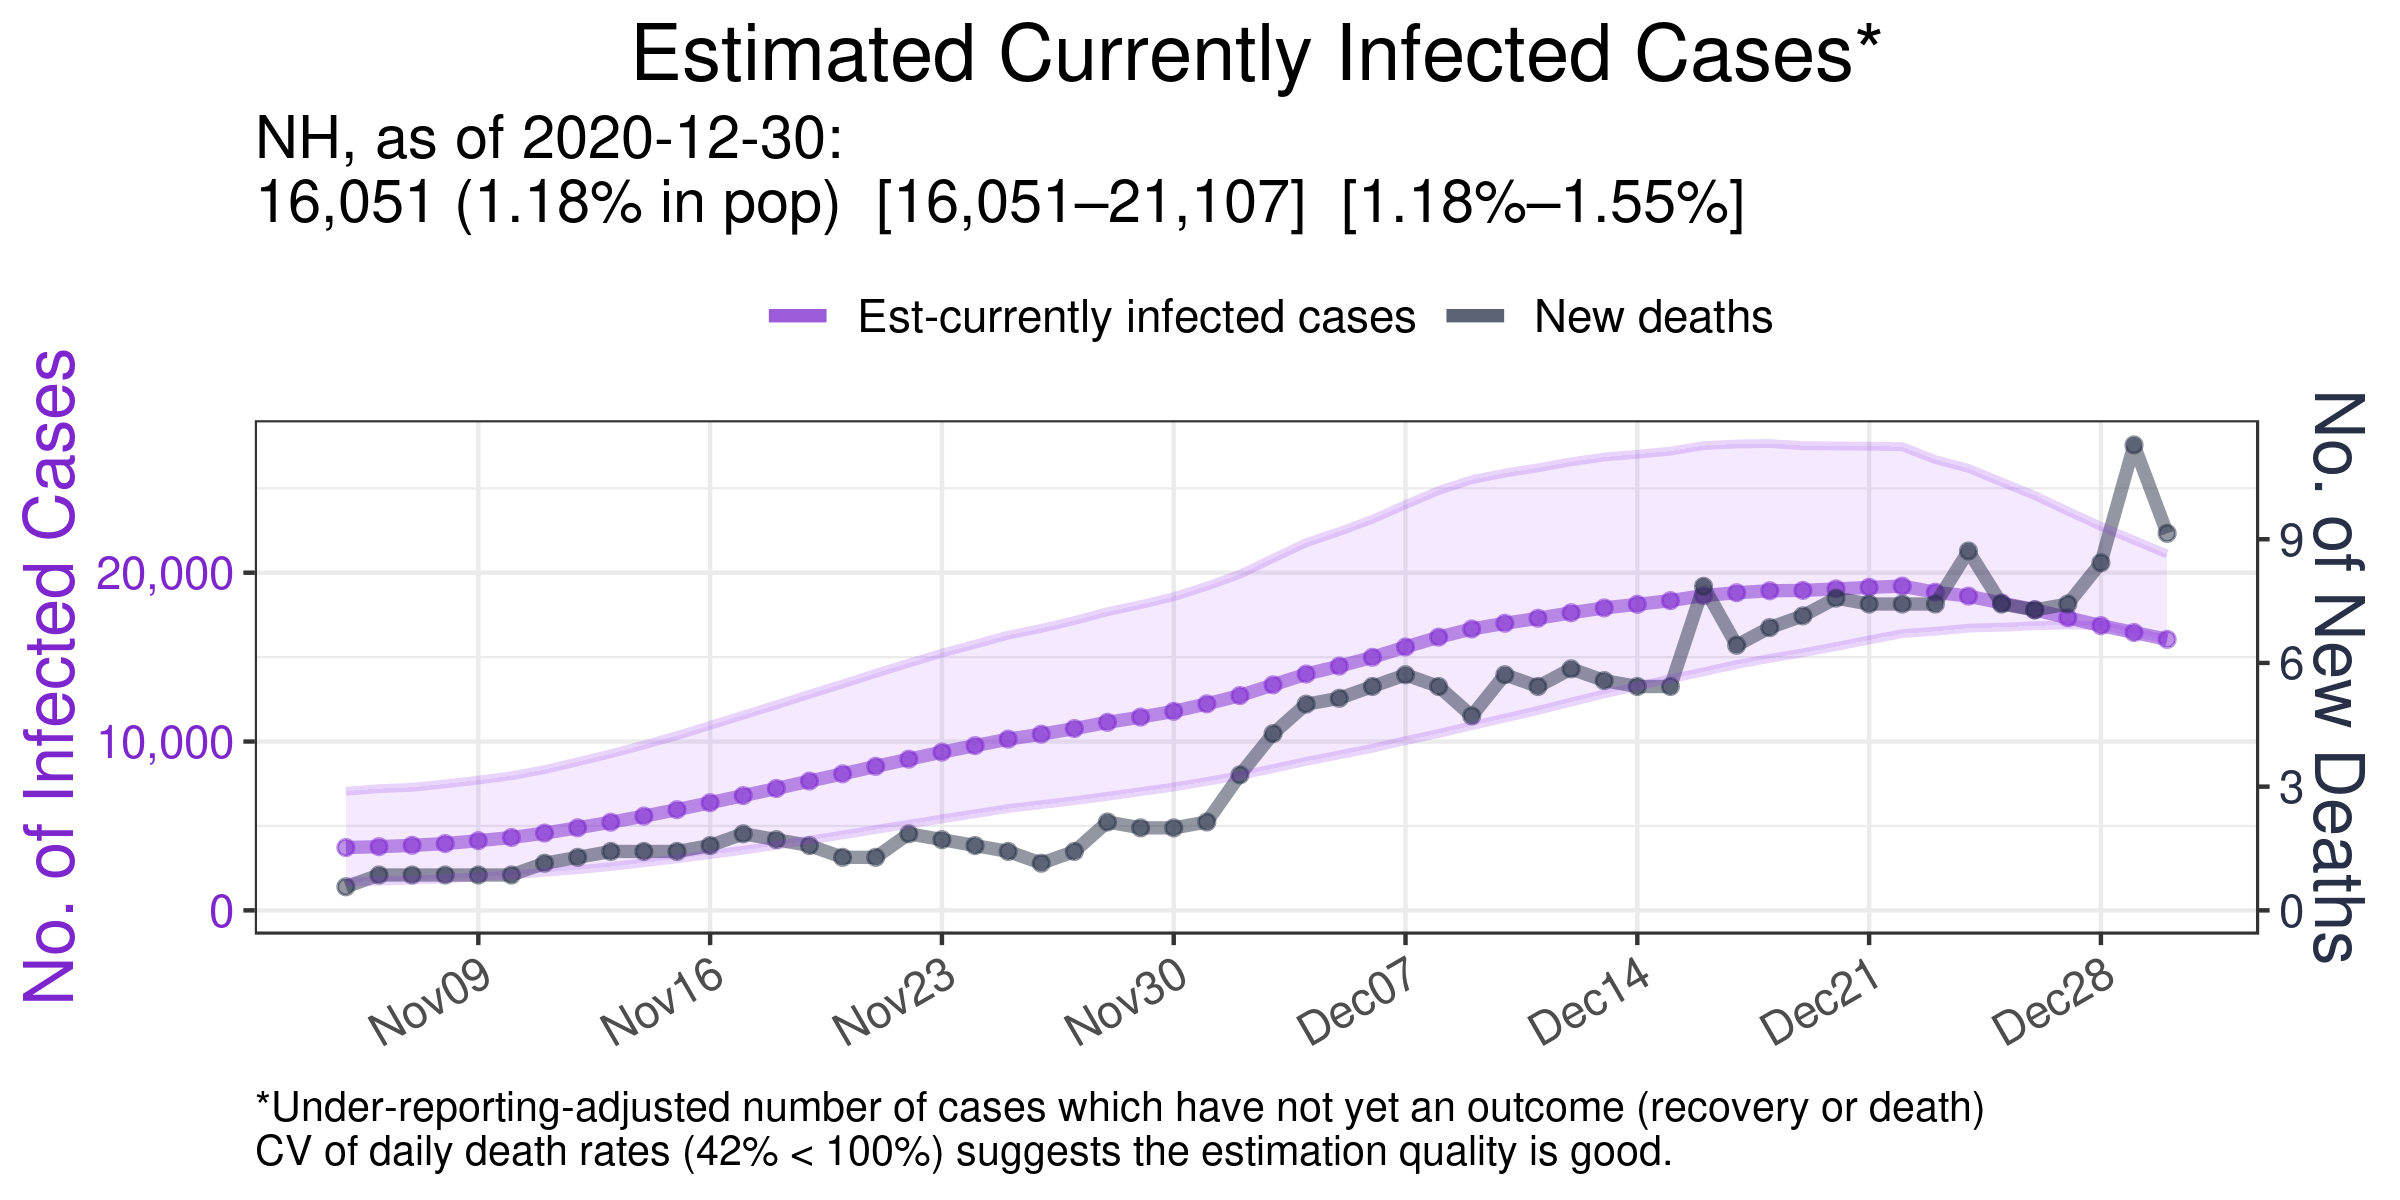 Estimated Currently Infected Cases*
NH, as of 2020-12-30:
16,051 (1.18% in pop)  [16,051–21,107]  [1.18%–1.55%]
Est-currently infected cases
New deaths
No. of Infected Cases
20,000
10,000
0
No. of New Deaths
9
6
3
0
Nov09
Nov16
Nov23
Nov30
Dec07
Dec14
Dec21
Dec28
*Under-reporting-adjusted number of cases which have not yet an outcome (recovery or death)
CV of daily death rates (42% < 100%) suggests the estimation quality is good.